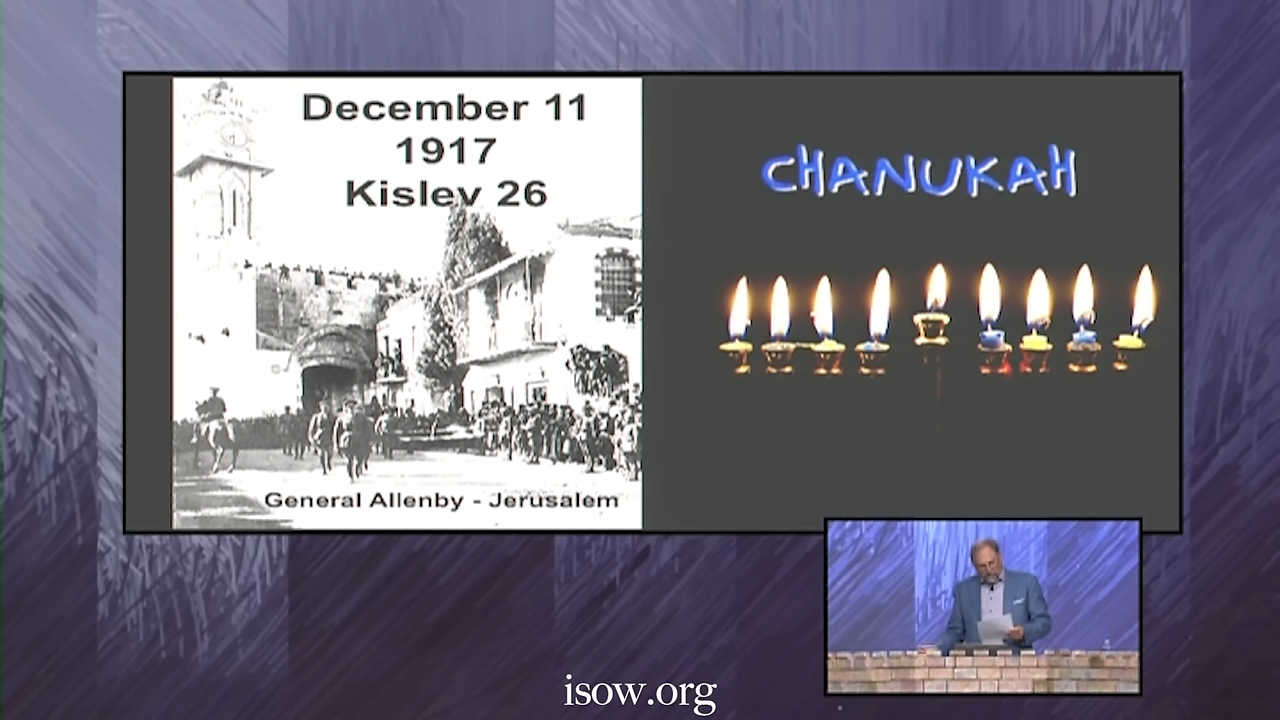 December 11
1917
Kislev 26
General Allenby - Jerusalem
CHANUKAH
isow.org